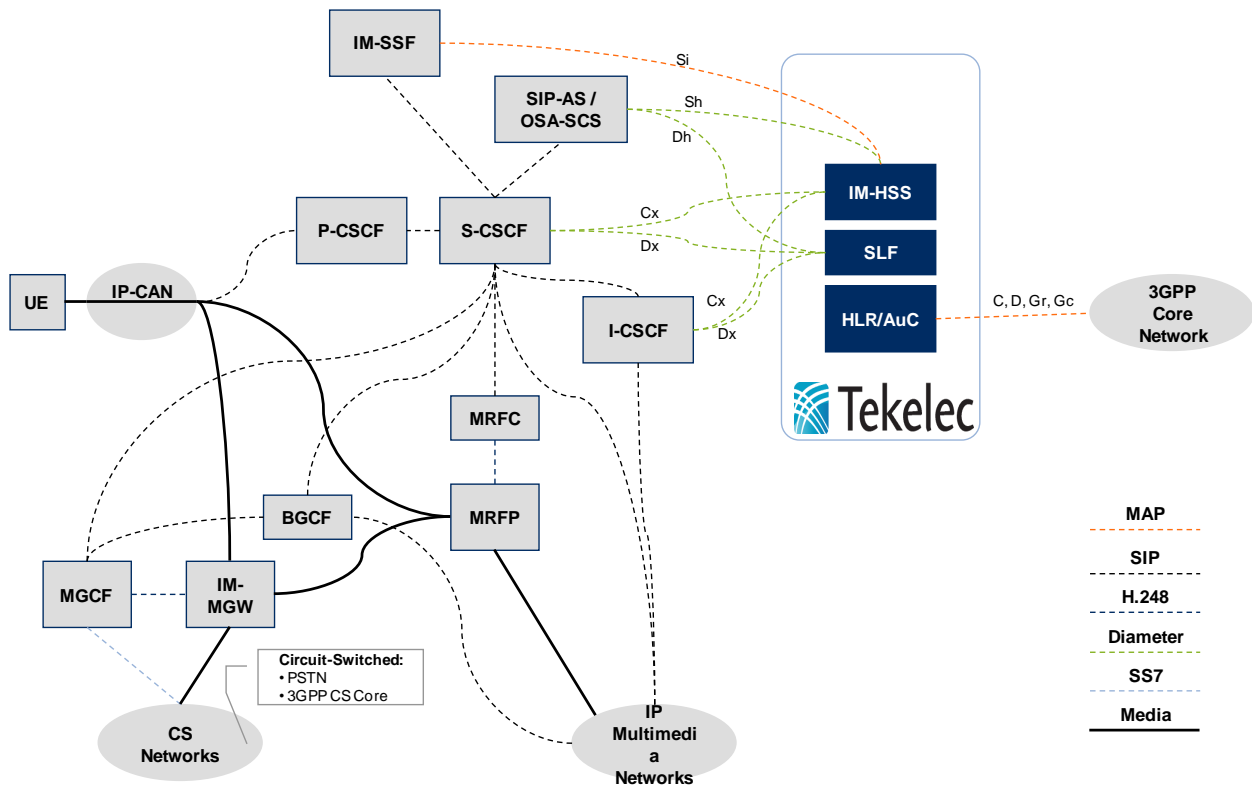 IM-SSF
Si
SIP-AS /
OSA-SCS
Sh
Dh
IM-HSS
P-CSCF
S-CSCF
Cx
Dx
SLF
UE
IP-CAN
I-CSCF
Cx
Dx
HLR/AuC
C, D, Gr, Gc
3GPP
Core
Network
Tekelec
MRFC
BGCF
MRFP
MGCF
IM-
MGW
Circuit-Switched:
• PSTN
• 3GPP CS Core
CS
Networks
IP
Multimedi
a
Networks
MAP
SIP
H.248
Diameter
SS7
Media